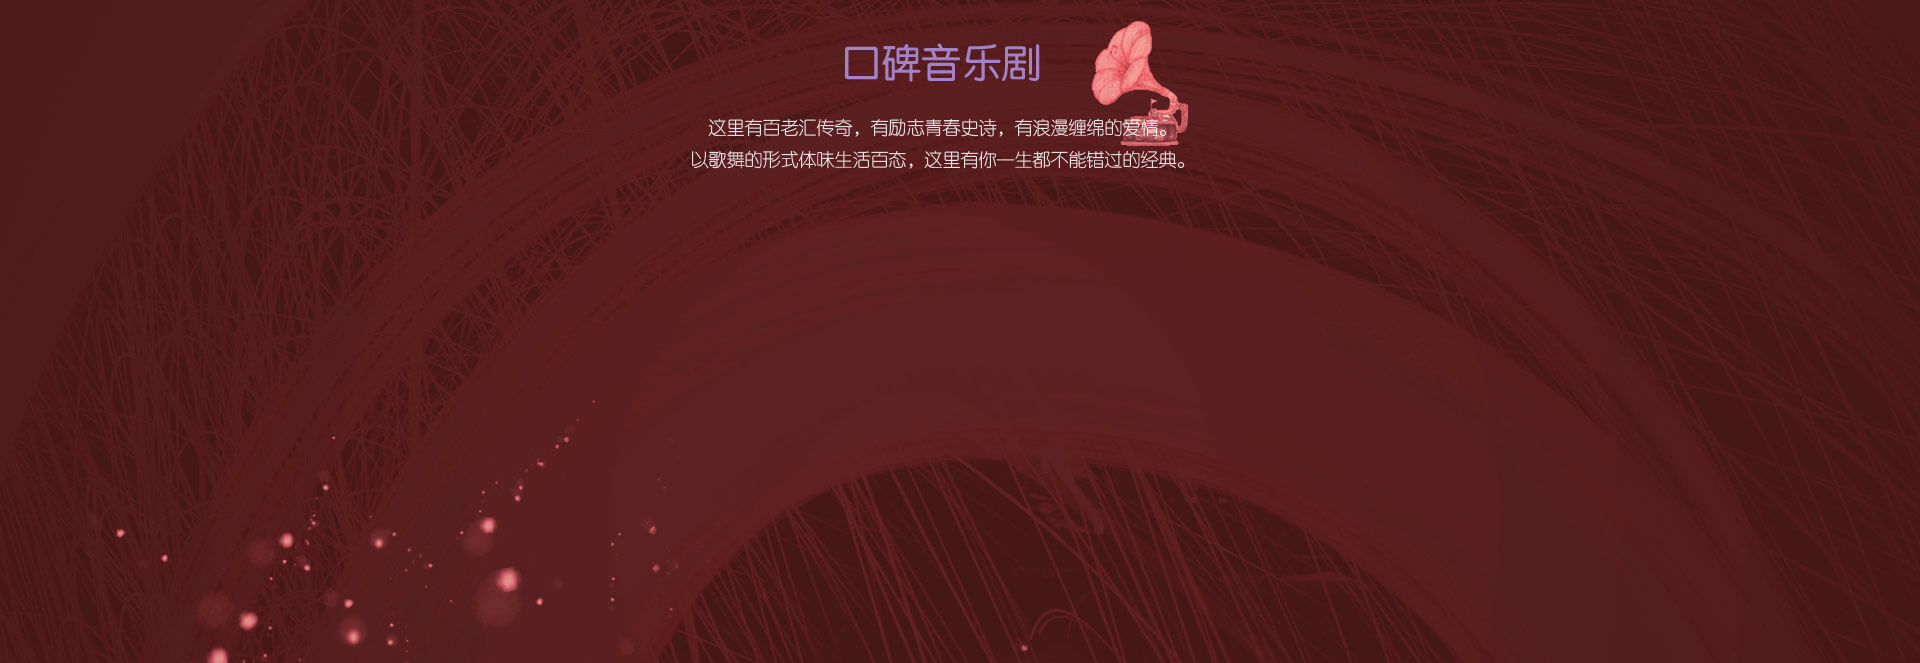 口碑音乐剧
这里有百老汇传奇，有励志青春史诗，有浪漫缠绵的爱情。
以歌舞的形式体味生活百态，这里有你一生都不能错过的经典。